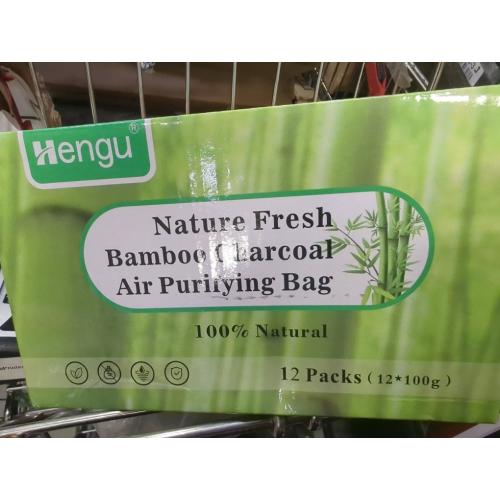 Hengu®
Nature Fresh
Bamboo Charcoal
Air Purifying Bag
100% Natural
12 Packs (12*100g)